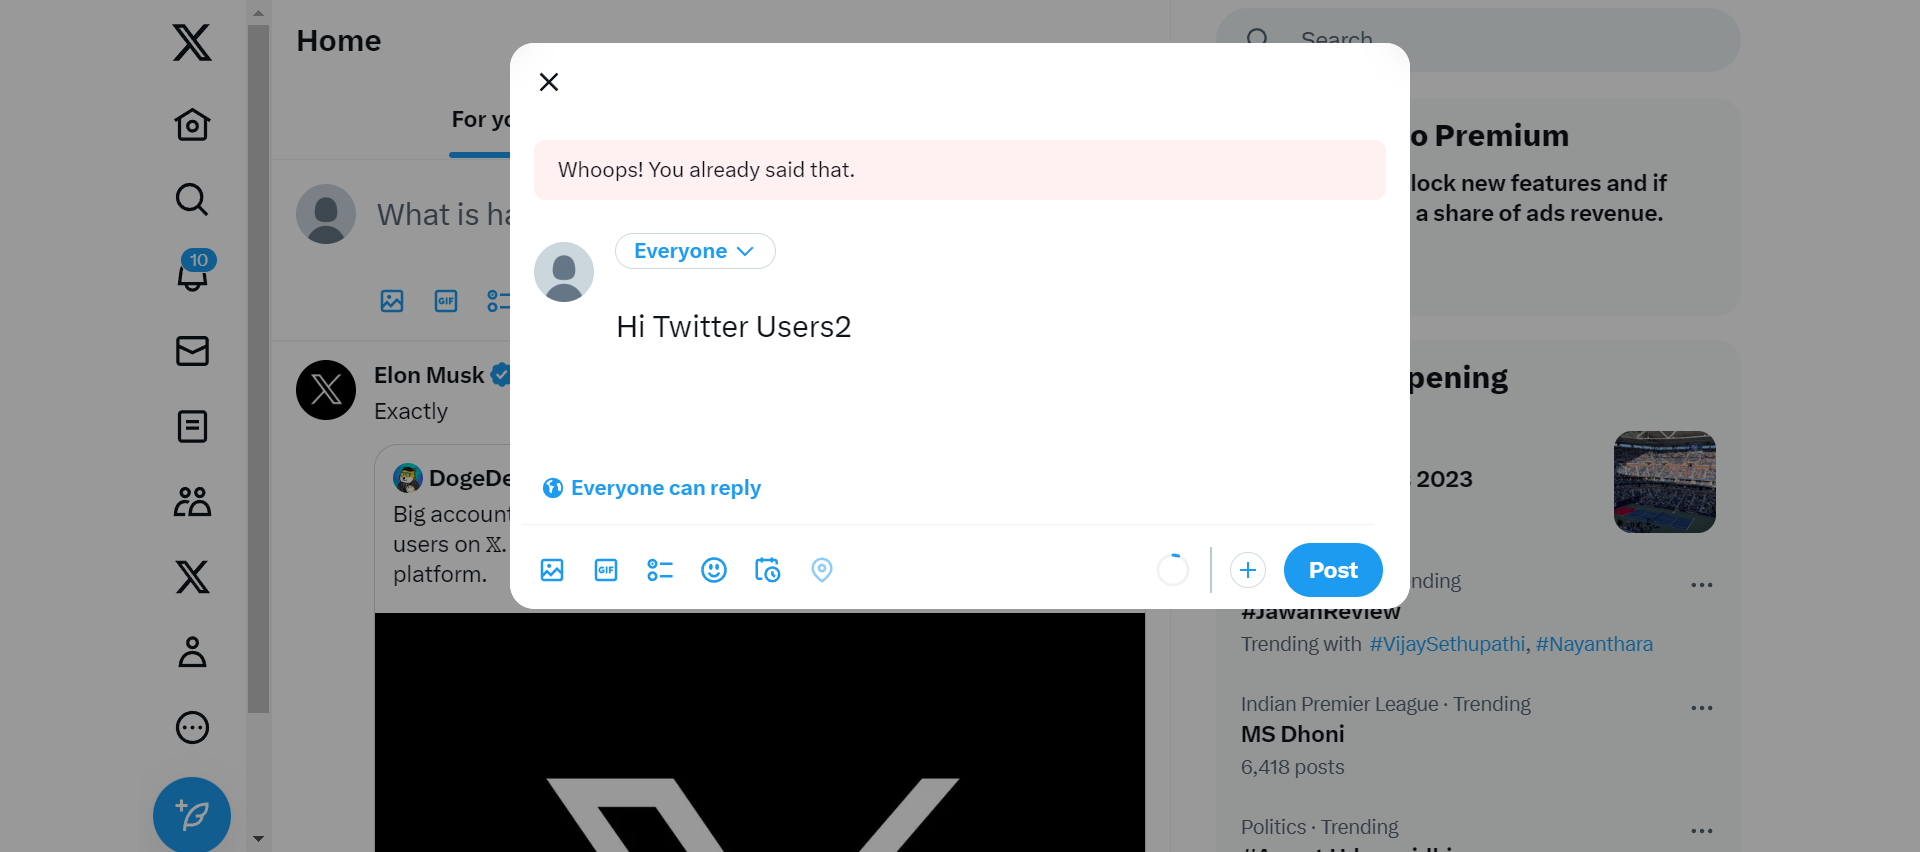 Home
Search
For yo
What is ha
10
GIF
Elon Musk
Exactly
DogeDe
Big account
users on 𝕏.
platform.
Whoops! You already said that.
Everyone
Hi Twitter Users2
Everyone can reply
GIF
Post
o Premium
lock new features and if
a share of ads revenue.
pening
2023
nding
#JawanReview
Trending with #VijaySethupathi, #Nayanthara
Indian Premier League · Trending
MS Dhoni
6,418 posts
Politics · Trending